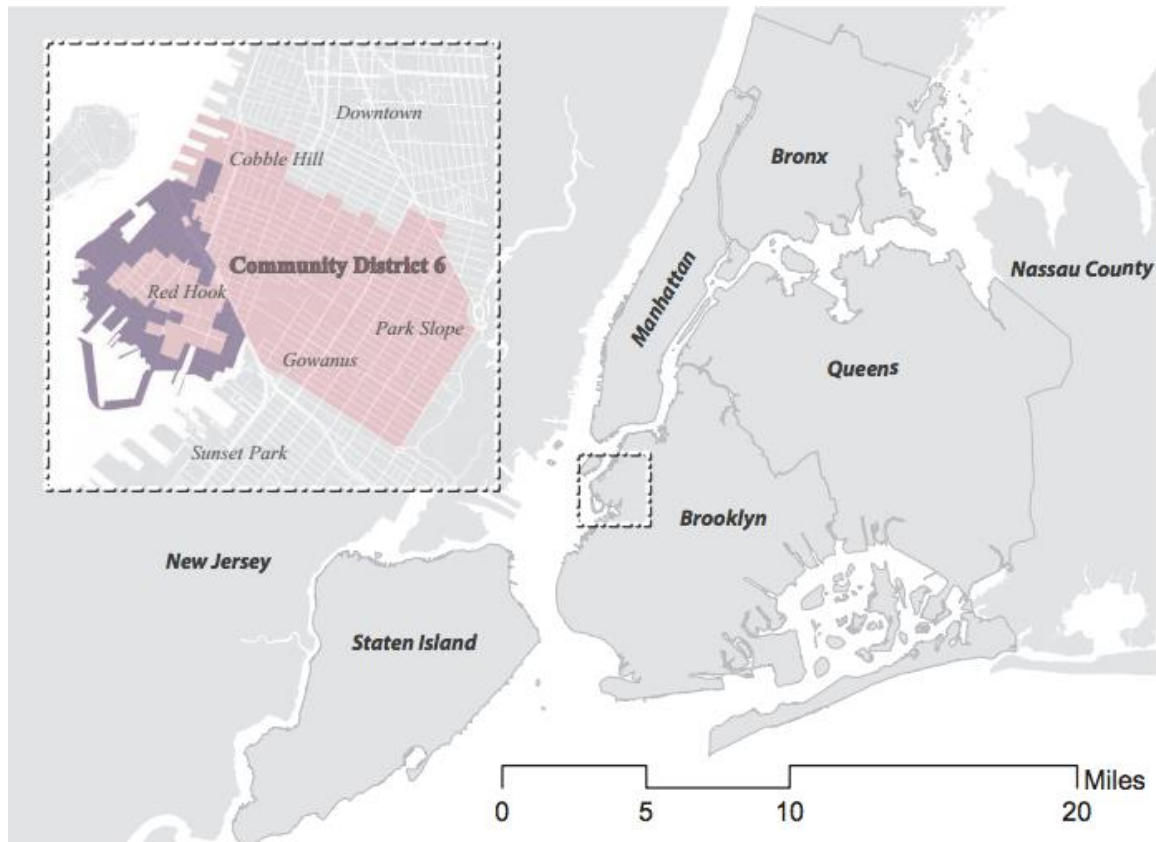 Downtown
Cobble Hill
Community District 6
Red Hook
Park Slope
Gowanus
Sunset Park
Bronx
Manhattan
Nassau County
Queens
Brooklyn
New Jersey
Staten Island
Miles
0 5 10 20